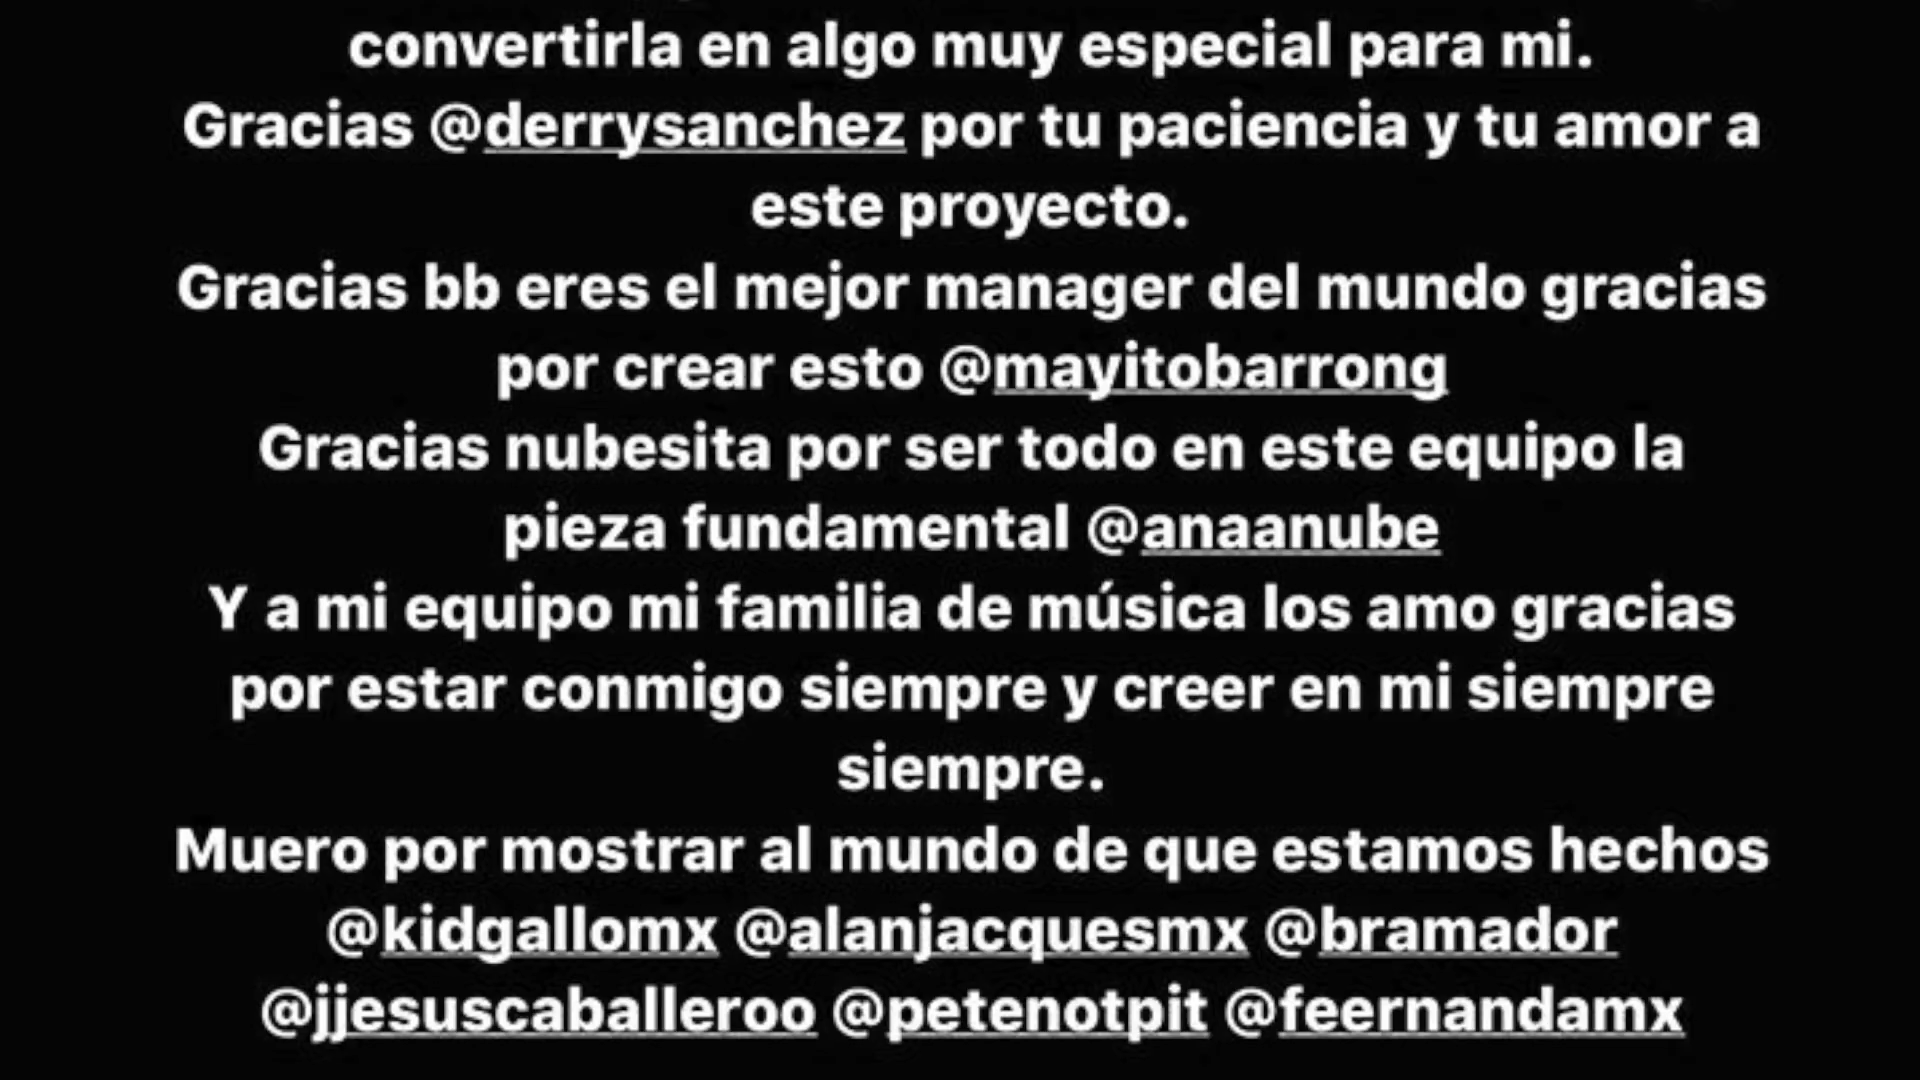 convertirla en algo muy especial para mi.
Gracias @derrysanchez por tu paciencia y tu amor a
este proyecto.
Gracias bb eres el mejor manager del mundo gracias
por crear esto @mayitobarrong
Gracias nubesita por ser todo en este equipo la
pieza fundamental @anaanube
Y a mi equipo mi familia de música los amo gracias
por estar conmigo siempre y creer en mi siempre
siempre.
Muero por mostrar al mundo de que estamos hechos
@kidgallomx @alanjacquesmx @bramador
@jjesuscaballeroo @petenotpit @feernandamx